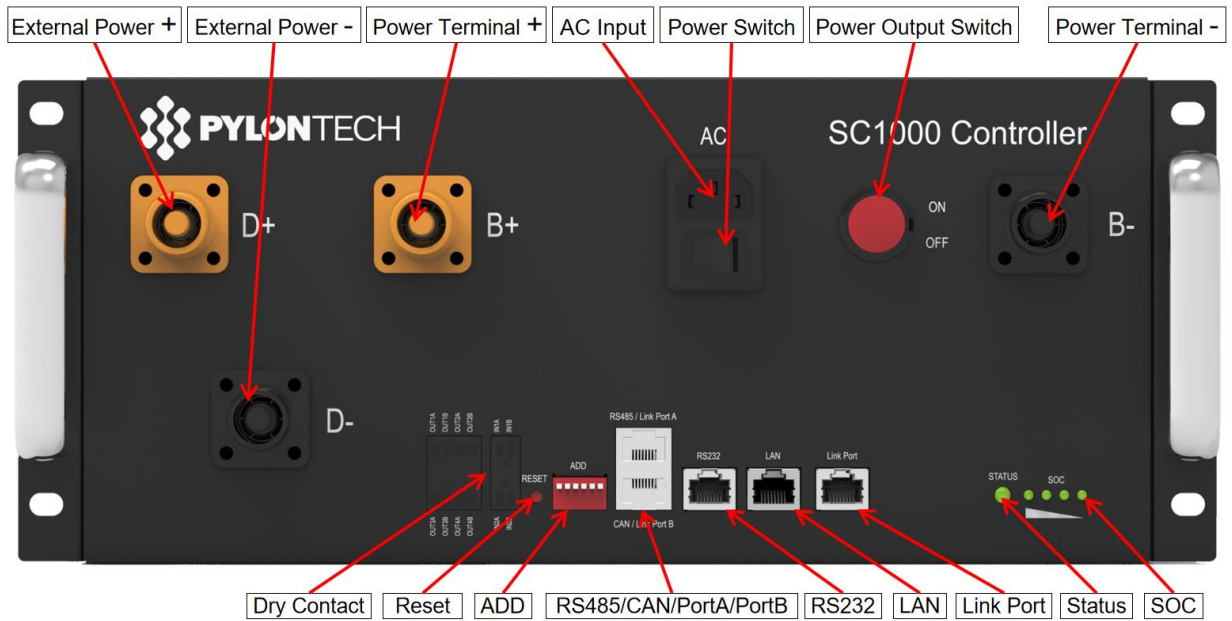 External Power +
External Power -
Power Terminal +
AC Input
Power Switch
Power Output Switch
Power Terminal -
PYLONTECH
AC
SC1000 Controller
D+
B+
ON
OFF
B-
D-
OUT1A
OUT1B
OUT2A
OUT2B
IN1A
IN1B
RS485 / Link Port A
RESET
ADD
RS232
LAN
Link Port
STATUS
SOC
OUT3A
OUT3B
OUT4A
OUT4B
IN2A
CAN / Link Port B
Dry Contact
Reset
ADD
RS485/CAN/PortA/PortB
RS232
LAN
Link Port
Status
SOC